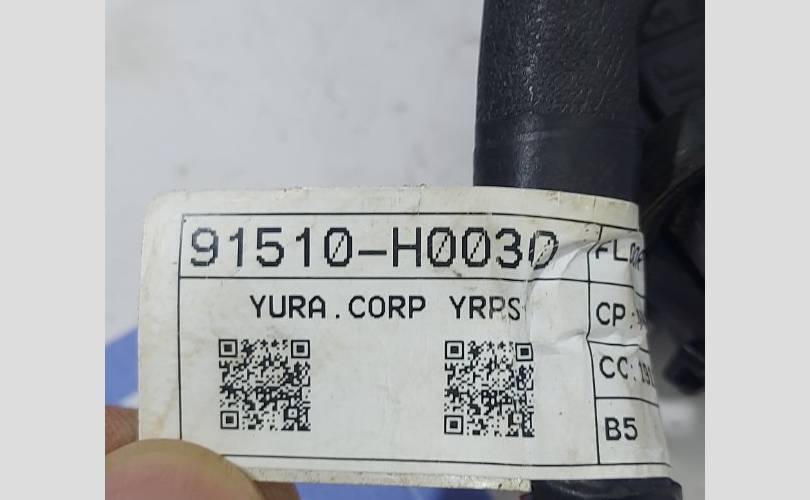 91510-H0030
YURA.CORP YRPS
CP:
CC:
B5